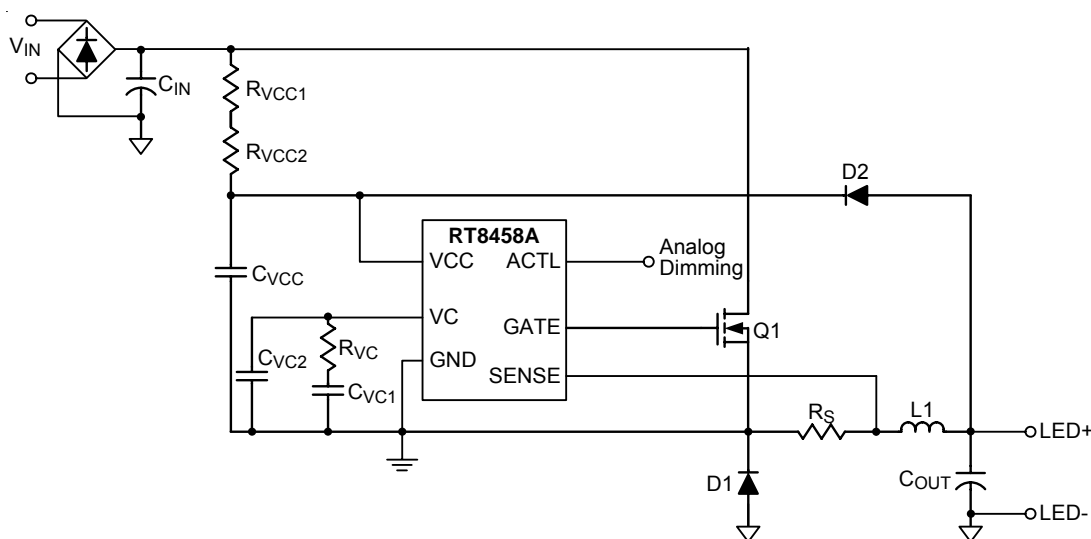 VIN
CIN
RVCC1
RVCC2
D2
RT8458A
VCC
ACTL
Analog
Dimming
CVCC
VC
GATE
Q1
RVC
CVC2
GND
SENSE
CVC1
RS
L1
LED+
D1
COUT
LED-